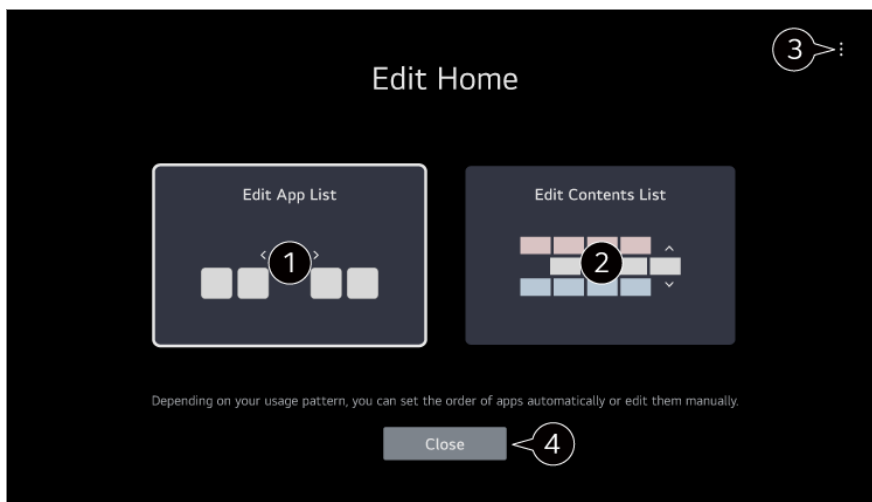 3
Edit Home
Edit App List
Edit Contents List
1
2
Depending on your usage pattern, you can set the order of apps automatically or edit them manually.
Close
4